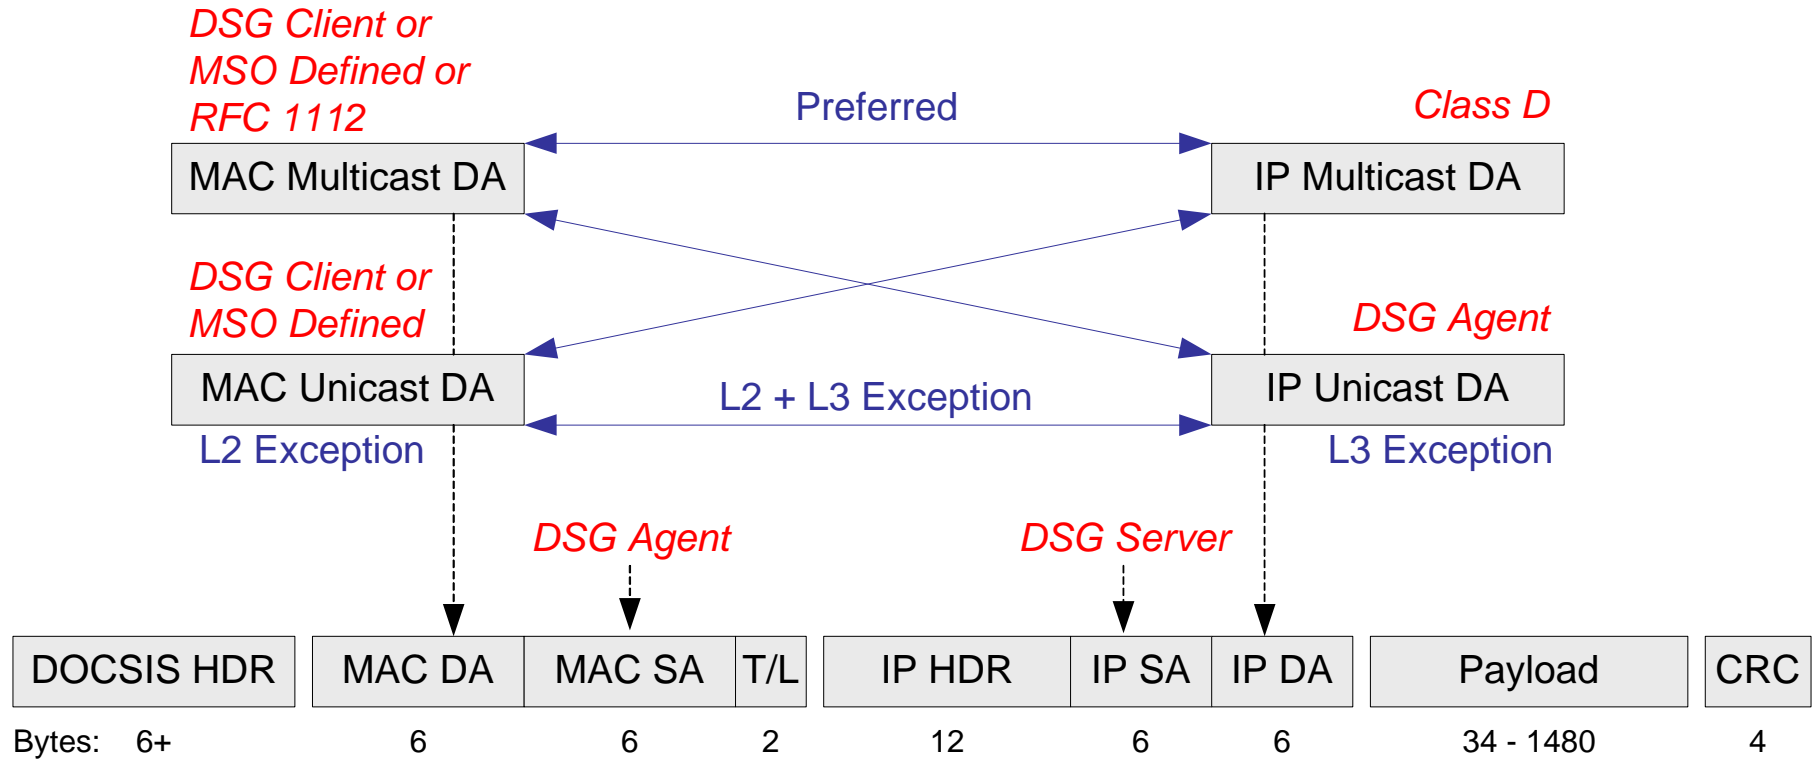 DSG Client or
MSO Defined or
RFC 1112
Preferred
Class D
MAC Multicast DA
IP Multicast DA
DSG Client or
MSO Defined
DSG Agent
MAC Unicast DA
L2 + L3 Exception
IP Unicast DA
L2 Exception
L3 Exception
DSG Agent
DSG Server
DOCSIS HDR MAC DA MAC SA T/L IP HDR IP SA IP DA Payload CRC
Bytes: 6+ 6 6 2 12 6 6 34 - 1480 4